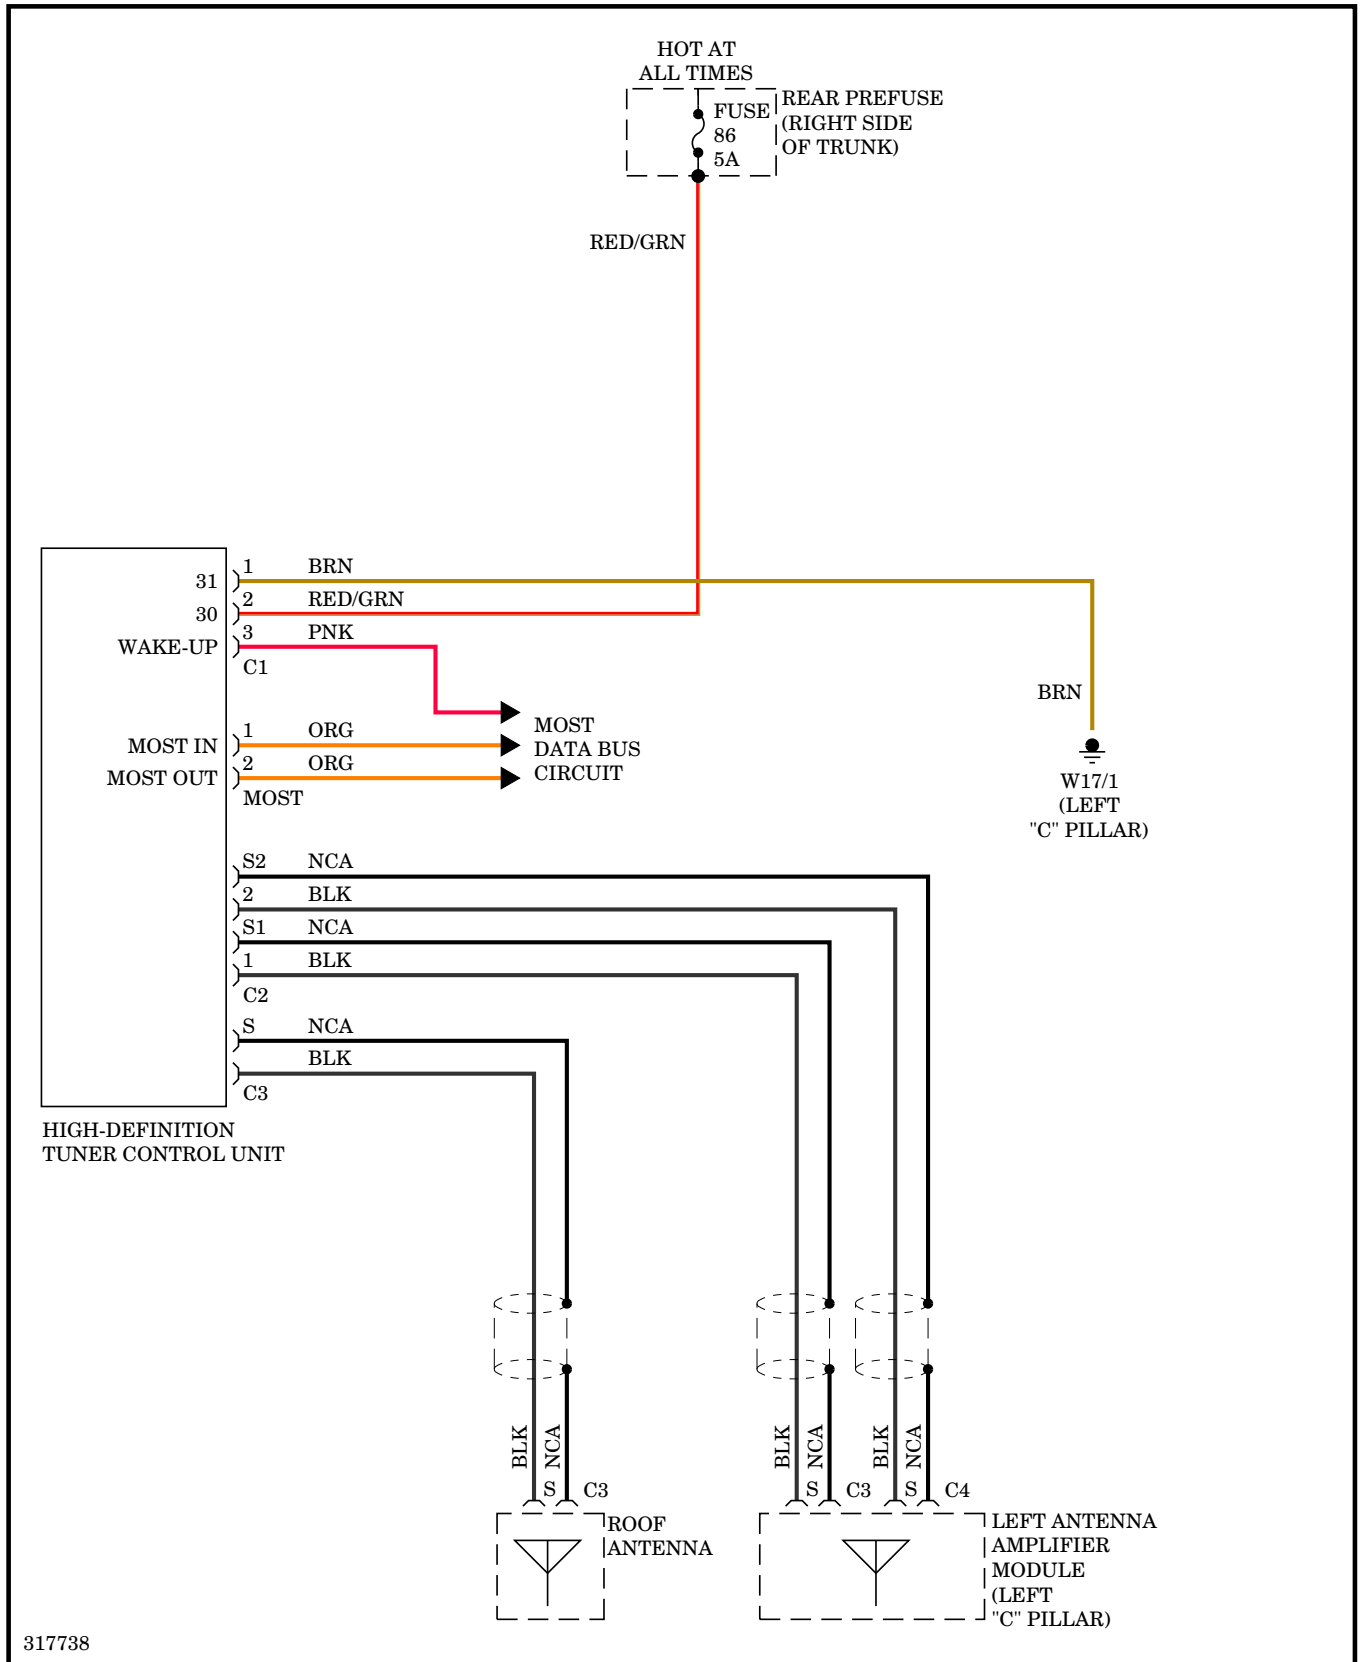 HOT AT
ALL TIMES
FUSE
86
5A
REAR PREFUSE
(RIGHT SIDE
OF TRUNK)
RED/GRN
31
1
BRN
30
2
RED/GRN
WAKE-UP
3
PNK
C1
MOST IN
1
ORG
MOST OUT
2
ORG
MOST
MOST
DATA BUS
CIRCUIT
BRN
W17/1
(LEFT
"C" PILLAR)
S2
NCA
2
BLK
S1
NCA
1
BLK
C2
S
NCA
BLK
C3
HIGH-DEFINITION
TUNER CONTROL UNIT
BLK
NCA
S
C3
BLK
NCA
S
C3
BLK
NCA
S
C4
ROOF
ANTENNA
LEFT ANTENNA
AMPLIFIER
MODULE
(LEFT
"C" PILLAR)
317738